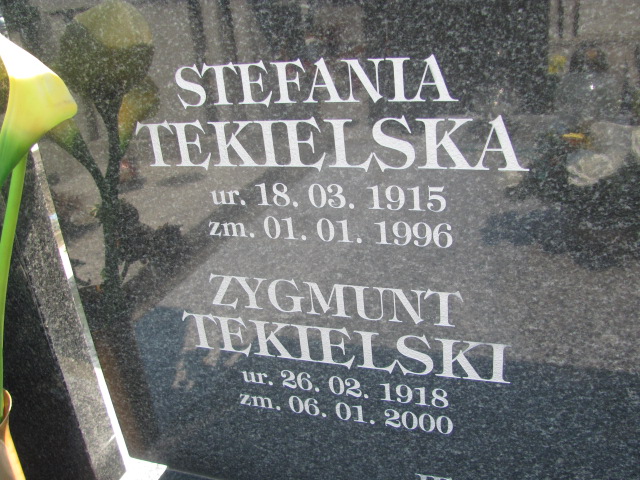 STEFANIA
TEKIELSKA
ur. 18. 03. 1915
zm. 01. 01. 1996
ZYGMUNT
TEKIELSKI
ur. 26. 02. 1918
zm. 06. 01. 2000